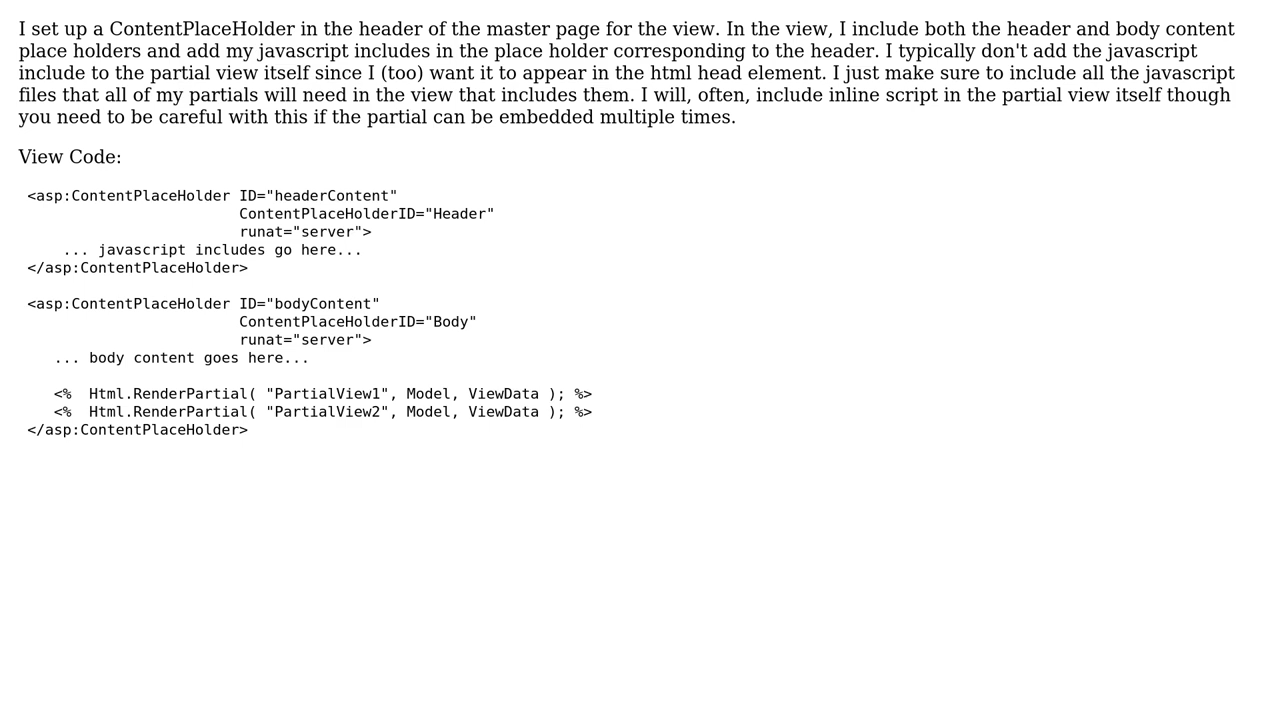 I set up a ContentPlaceHolder in the header of the master page for the view. In the view, I include both the header and body content
place holders and add my javascript includes in the place holder corresponding to the header. I typically don't add the javascript
include to the partial view itself since I (too) want it to appear in the html head element. I just make sure to include all the javascript
files that all of my partials will need in the view that includes them. I will, often, include inline script in the partial view itself though
you need to be careful with this if the partial can be embedded multiple times.
View Code:
<asp:ContentPlaceHolder ID="headerContent"
                        ContentPlaceHolderID="Header"
                        runat="server">
    ... javascript includes go here...
</asp:ContentPlaceHolder>
<asp:ContentPlaceHolder ID="bodyContent"
                        ContentPlaceHolderID="Body"
                        runat="server">
   ... body content goes here...
   <%  Html.RenderPartial( "PartialView1", Model, ViewData ); %>
   <%  Html.RenderPartial( "PartialView2", Model, ViewData ); %>
</asp:ContentPlaceHolder>